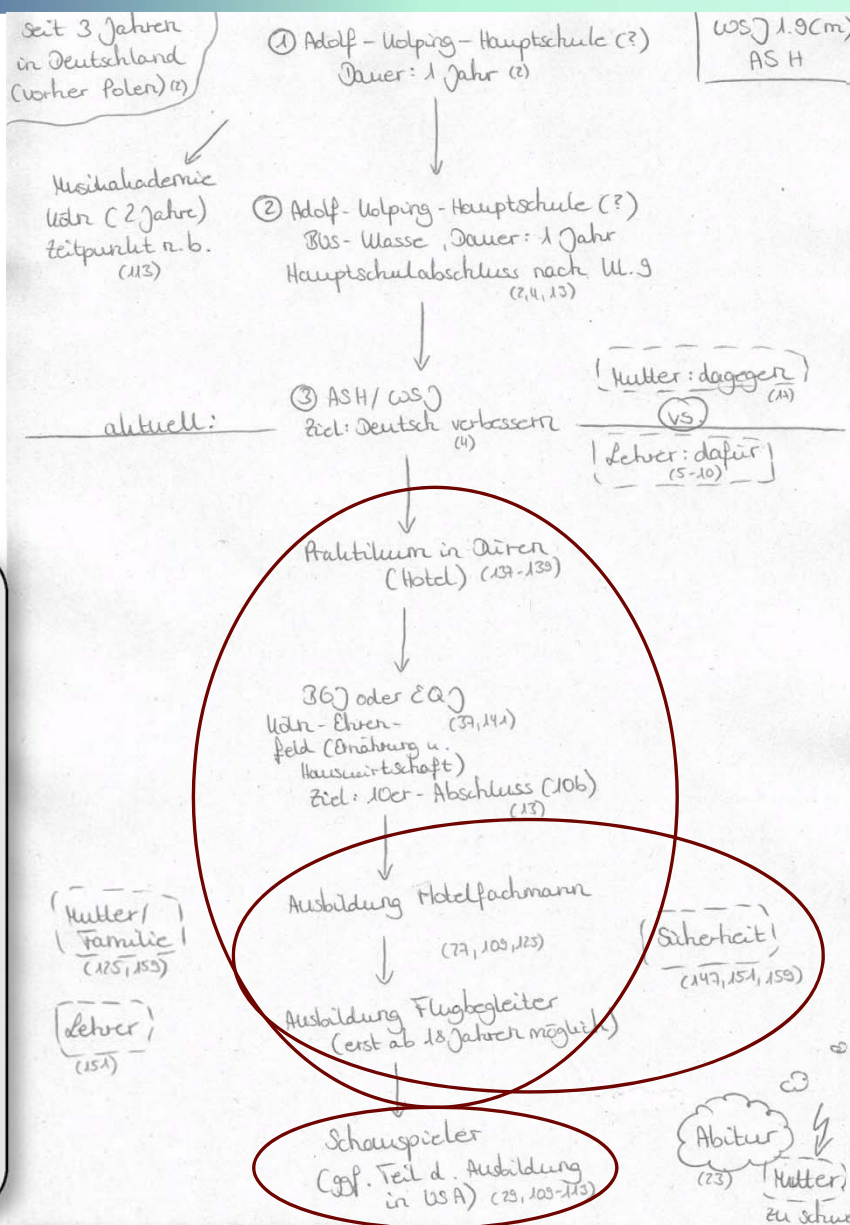 seit 3 Jahren
in Deutschland
(vorher Polen) (2)
① Adolf-Kolping-Hauptschule (?)
Dauer: 1 Jahr (2)
WSJ 1.9 (m)
ASH
Musikakademie
Köln (2 Jahre)
Zeitpunkt n.b.
(113)
② Adolf-Kolping-Hauptschule (?)
BUS-Klasse, Dauer: 1 Jahr
Hauptschulabschluss nach Kl. 9
(2,4,13)
aktuell:
③ ASH/WSJ
Ziel: Deutsch verbessern
(4)
Mutter: dagegen
(14)
vs
Lehrer: dafür
(5-10)
Praktikum in Düren
(Hotel) (137-139)
BGJ oder EQJ
Köln-Ehren- (37,141)
feld (Ernährung u.
Hauswirtschaft)
Ziel: 10er-Abschluss (10b)
(13)
Ausbildung Hotelfachmann
(27, 109, 123)
Ausbildung Flugbegleiter
(erst ab 18 Jahren möglich)
Mutter/
Familie
(125, 159)
Lehrer
(151)
Sicherheit
(147, 151, 159)
Schauspieler
(ggf. Teil d. Ausbildung
in USA) (29, 109-113)
Abitur
(23)
Mutter,
zu